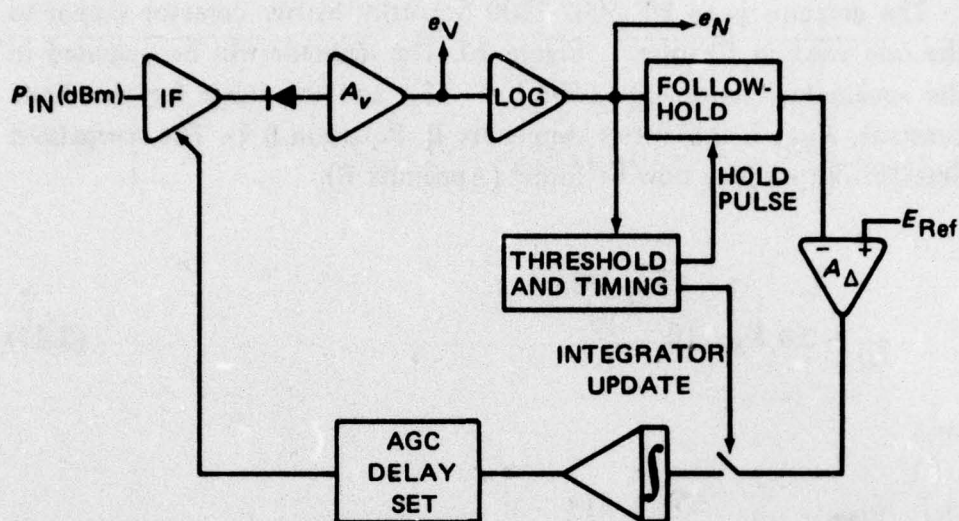 e_V
e_N
P_IN (dBm)
IF
A_v
LOG
FOLLOW-
HOLD
HOLD
PULSE
E_Ref
THRESHOLD
AND TIMING
- +
A_Δ
INTEGRATOR
UPDATE
AGC
DELAY
SET
∫